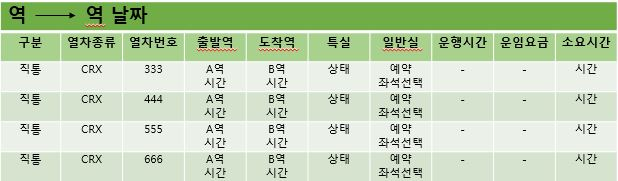 역 → 역 날짜
구분 열차종류 열차번호 출발역 도착역 특실 일반실 운행시간 운임요금 소요시간
직통 CRX 333 A역 B역 상태 예약 - - 시간
시간 시간 좌석선택
직통 CRX 444 A역 B역 상태 예약 - - 시간
시간 시간 좌석선택
직통 CRX 555 A역 B역 상태 예약 - - 시간
시간 시간 좌석선택
직통 CRX 666 A역 B역 상태 예약 - - 시간
시간 시간 좌석선택